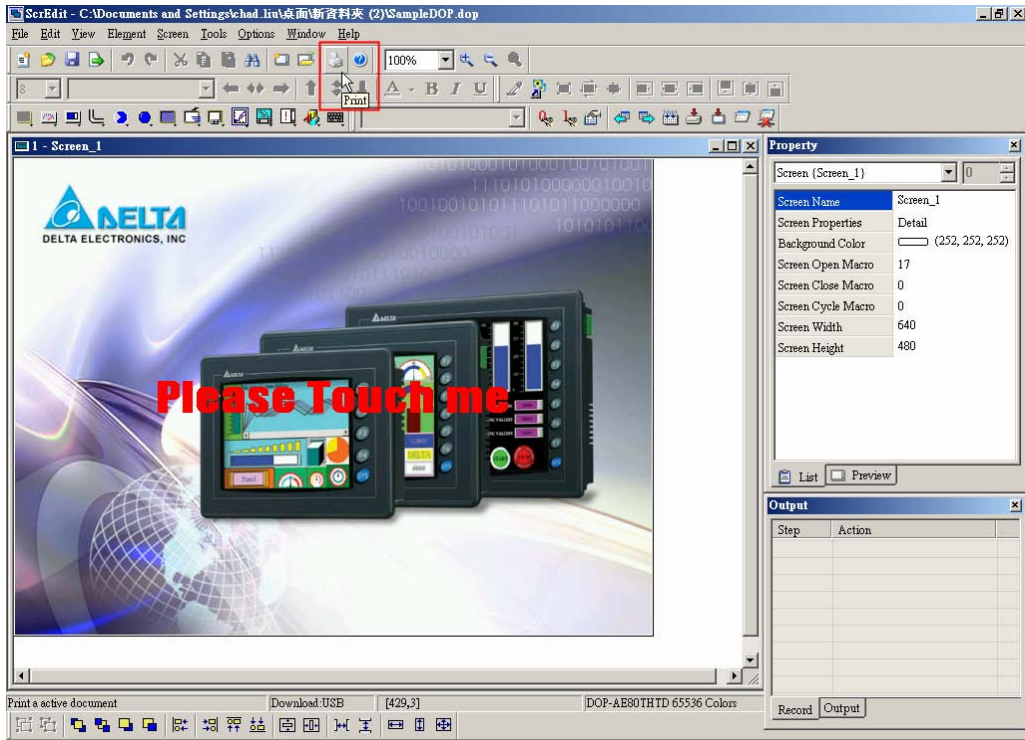 ScrEdit - C:\Documents and Settings\chad.liu\桌面\新資料夾 (2)\SampleDOP.dop
File Edit View Element Screen Tools Options Window Help
100%
8
A B I U
Print
1 - Screen_1
DELTA
DELTA ELECTRONICS, INC
Please Touch me
Property
Screen {Screen_1}
0
Screen Name Screen_1
Screen Properties Detail
Background Color (252, 252, 252)
Screen Open Macro 17
Screen Close Macro 0
Screen Cycle Macro 0
Screen Width 640
Screen Height 480
List Preview
Output
Step Action
Record Output
Print a active document Download:USB [429,3] DOP-AE80THTD 65536 Colors